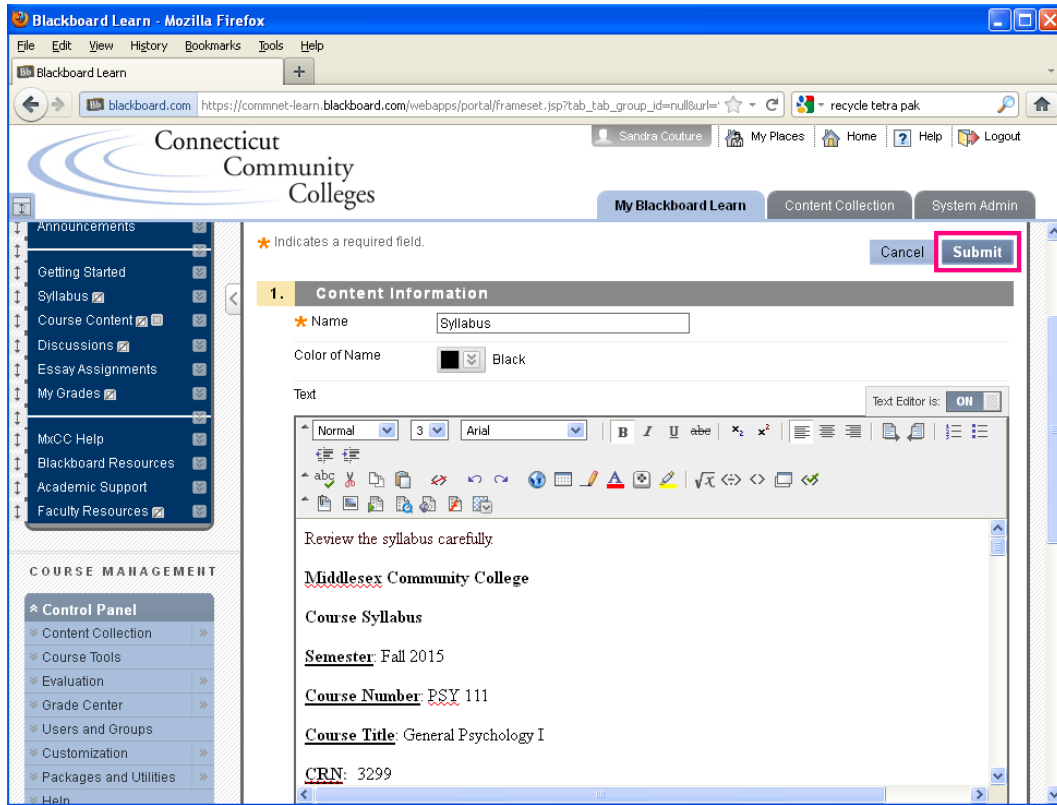 Blackboard Learn - Mozilla Firefox
File Edit View History Bookmarks Tools Help
Blackboard Learn
blackboard.com https://commnet-learn.blackboard.com/webapps/portal/frameset.jsp?tab_tab_group_id=null&url=' recycle tetra pak
Connecticut
Community
Colleges
Sandra Couture My Places Home Help Logout
My Blackboard Learn Content Collection System Admin
Announcements
Getting Started
Syllabus
Course Content
Discussions
Essay Assignments
My Grades
MxCC Help
Blackboard Resources
Academic Support
Faculty Resources
COURSE MANAGEMENT
Control Panel
Content Collection
Course Tools
Evaluation
Grade Center
Users and Groups
Customization
Packages and Utilities
Help
Indicates a required field.
Cancel Submit
1. Content Information
Name Syllabus
Color of Name Black
Text
Text Editor is: ON
Normal 3 Arial B I U abc x₂ x²
abc
Review the syllabus carefully.
Middlesex Community College
Course Syllabus
Semester: Fall 2015
Course Number: PSY 111
Course Title: General Psychology I
CRN: 3299